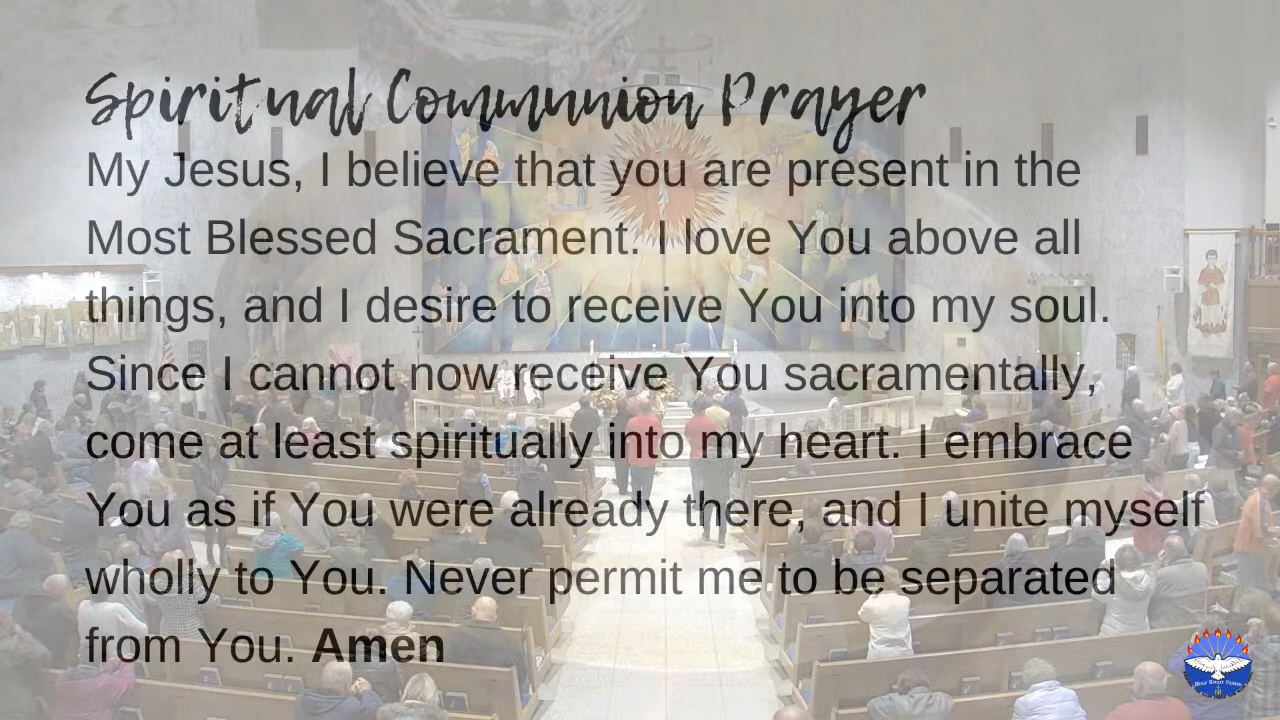 Spiritual Communion Prayer
My Jesus, I believe that you are present in the
Most Blessed Sacrament. I love You above all
things, and I desire to receive You into my soul.
Since I cannot now receive You sacramentally,
come at least spiritually into my heart. I embrace
You as if You were already there, and I unite myself
wholly to You. Never permit me to be separated
from You. Amen
Holy Spirit Parish